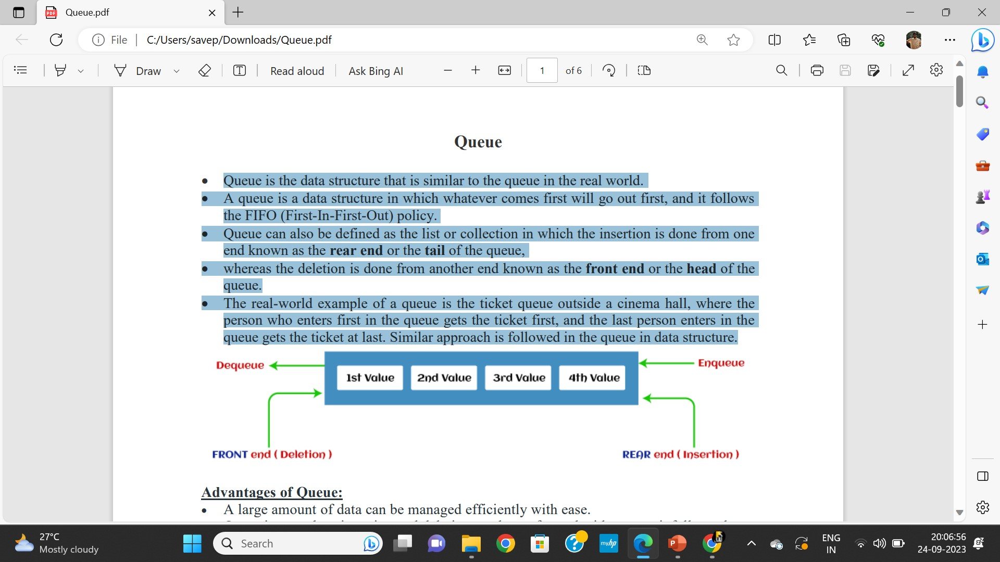 Queue.pdf
File
C:/Users/savep/Downloads/Queue.pdf
Draw
Read aloud
Ask Bing AI
1
of 6
Queue
• Queue is the data structure that is similar to the queue in the real world.
• A queue is a data structure in which whatever comes first will go out first, and it follows
the FIFO (First-In-First-Out) policy.
• Queue can also be defined as the list or collection in which the insertion is done from one
end known as the rear end or the tail of the queue,
• whereas the deletion is done from another end known as the front end or the head of the
queue.
• The real-world example of a queue is the ticket queue outside a cinema hall, where the
person who enters first in the queue gets the ticket first, and the last person enters in the
queue gets the ticket at last. Similar approach is followed in the queue in data structure.
Dequeue
1st Value
2nd Value
3rd Value
4th Value
Enqueue
FRONT end ( Deletion )
REAR end ( Insertion )
Advantages of Queue:
• A large amount of data can be managed efficiently with ease.
27°C
Mostly cloudy
Search
myhp
ENG
IN
20:06:56
24-09-2023